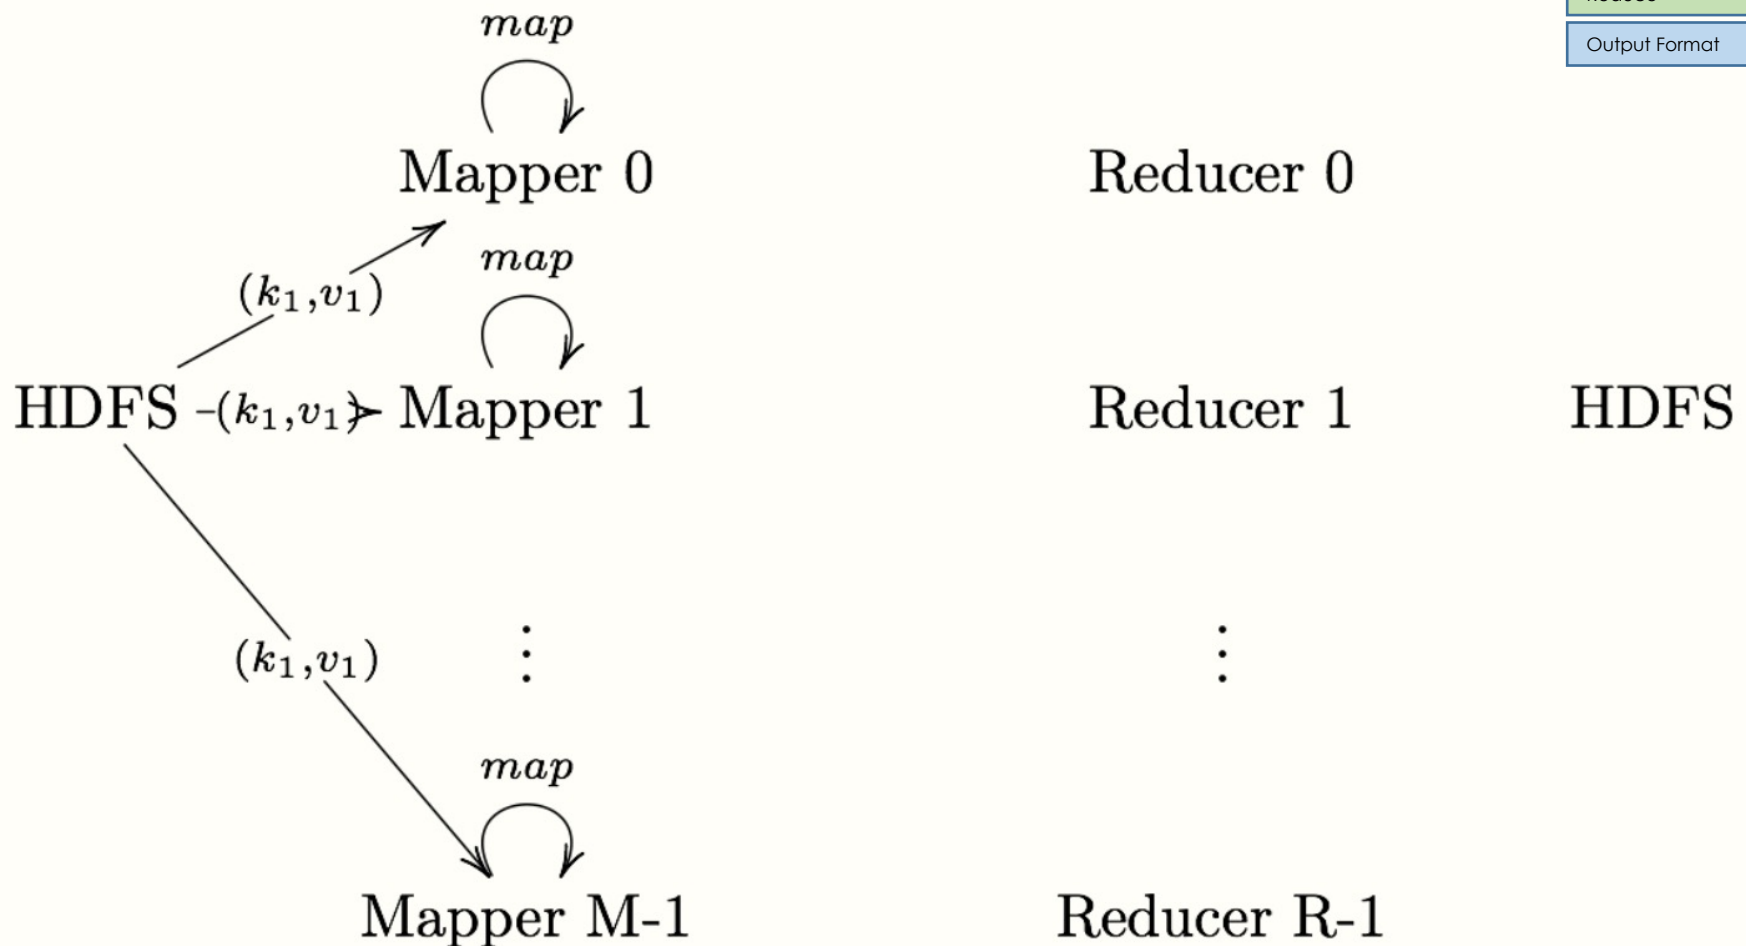 Output Format
map
Mapper 0
Reducer 0
(k₁,v₁)
map
HDFS
(k₁,v₁)
Mapper 1
Reducer 1
HDFS
(k₁,v₁)
⋮
⋮
map
Mapper M-1
Reducer R-1